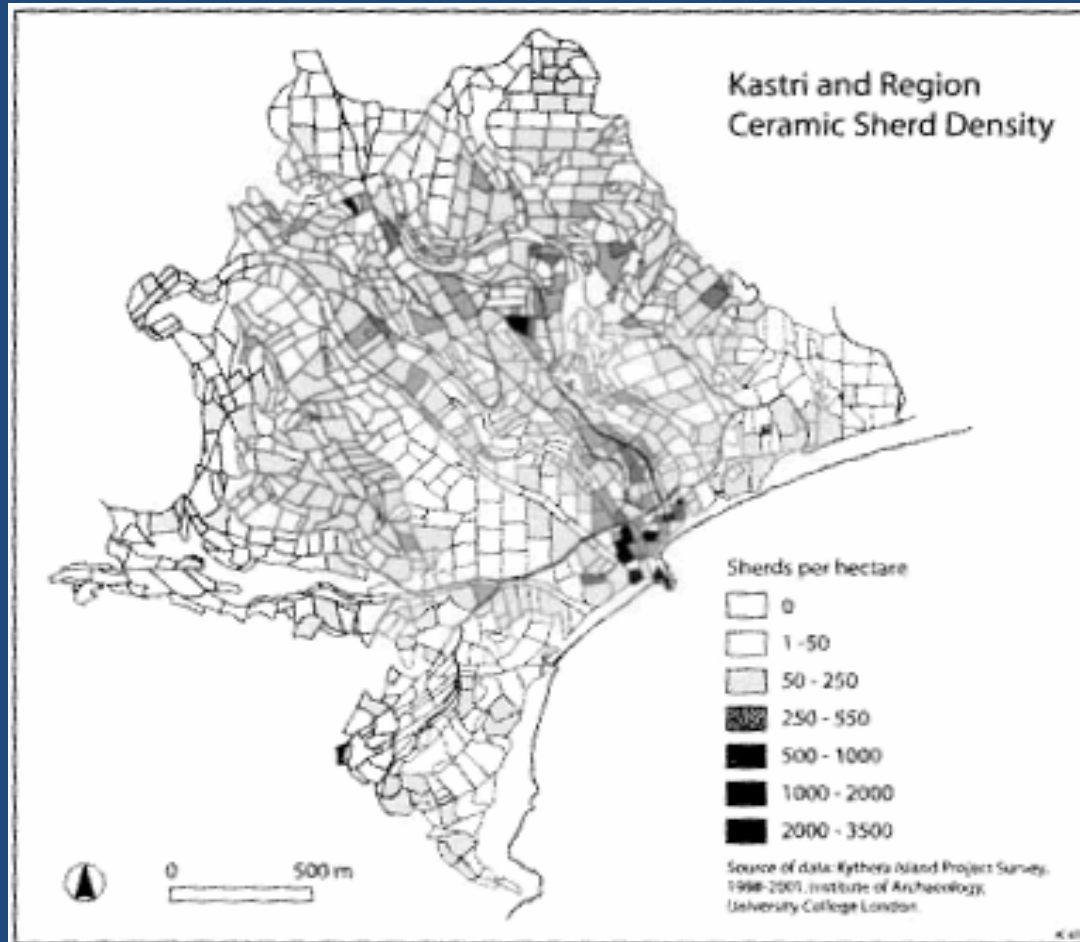 Kastri and Region
Ceramic Sherd Density
Sherds per hectare
0
1 - 50
50 - 250
250 - 550
500 - 1000
1000 - 2000
2000 - 3500
Source of data: Kythera Island Project Survey,
1998-2001, Institute of Archaeology,
University College London.
0 500 m